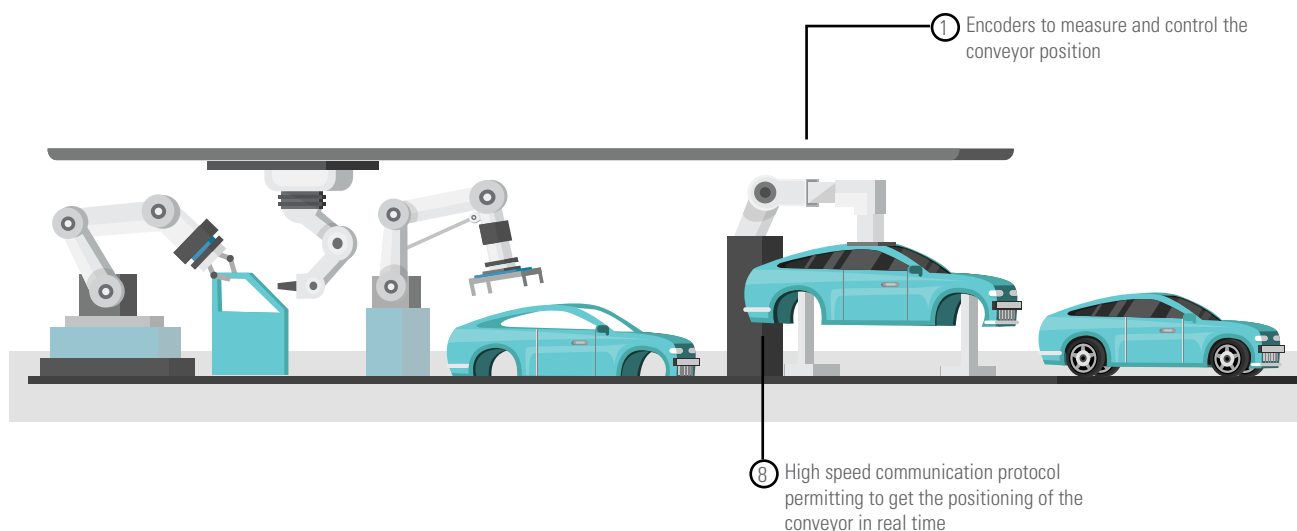 1 Encoders to measure and control the
conveyor position
8 High speed communication protocol
permitting to get the positioning of the
conveyor in real time